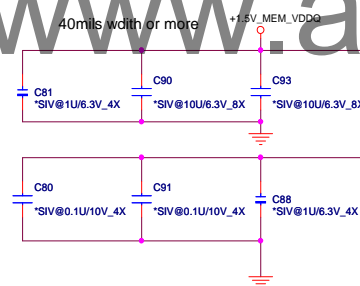 www.a
40mils wdith or more
+1.5V_MEM_VDDQ
C81
*SIV@1U/6.3V_4X
C90
*SIV@10U/6.3V_8X
C93
*SIV@10U/6.3V_8X
C80
*SIV@0.1U/10V_4X
C91
*SIV@0.1U/10V_4X
C88
*SIV@1U/6.3V_4X